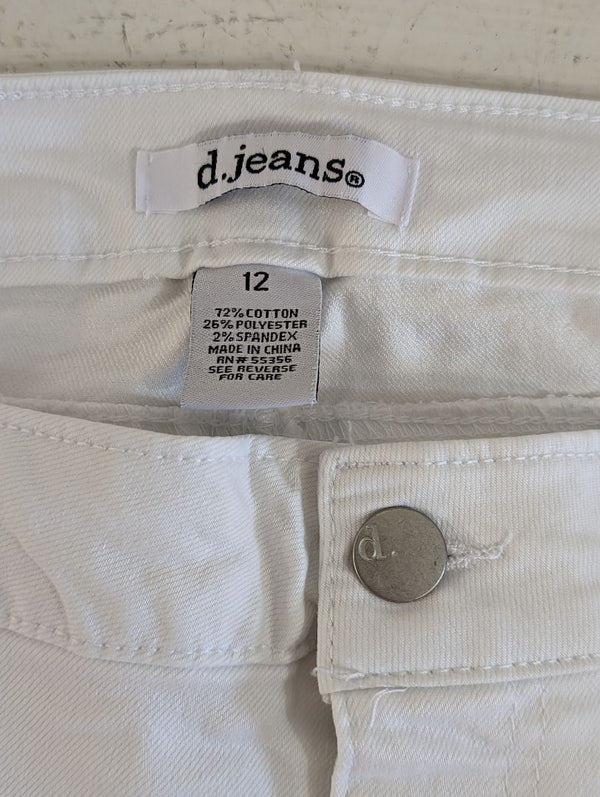 d.jeans®
12
72% COTTON
26% POLYESTER
2% SPANDEX
MADE IN CHINA
RN# 55356
SEE REVERSE
FOR CARE
d.